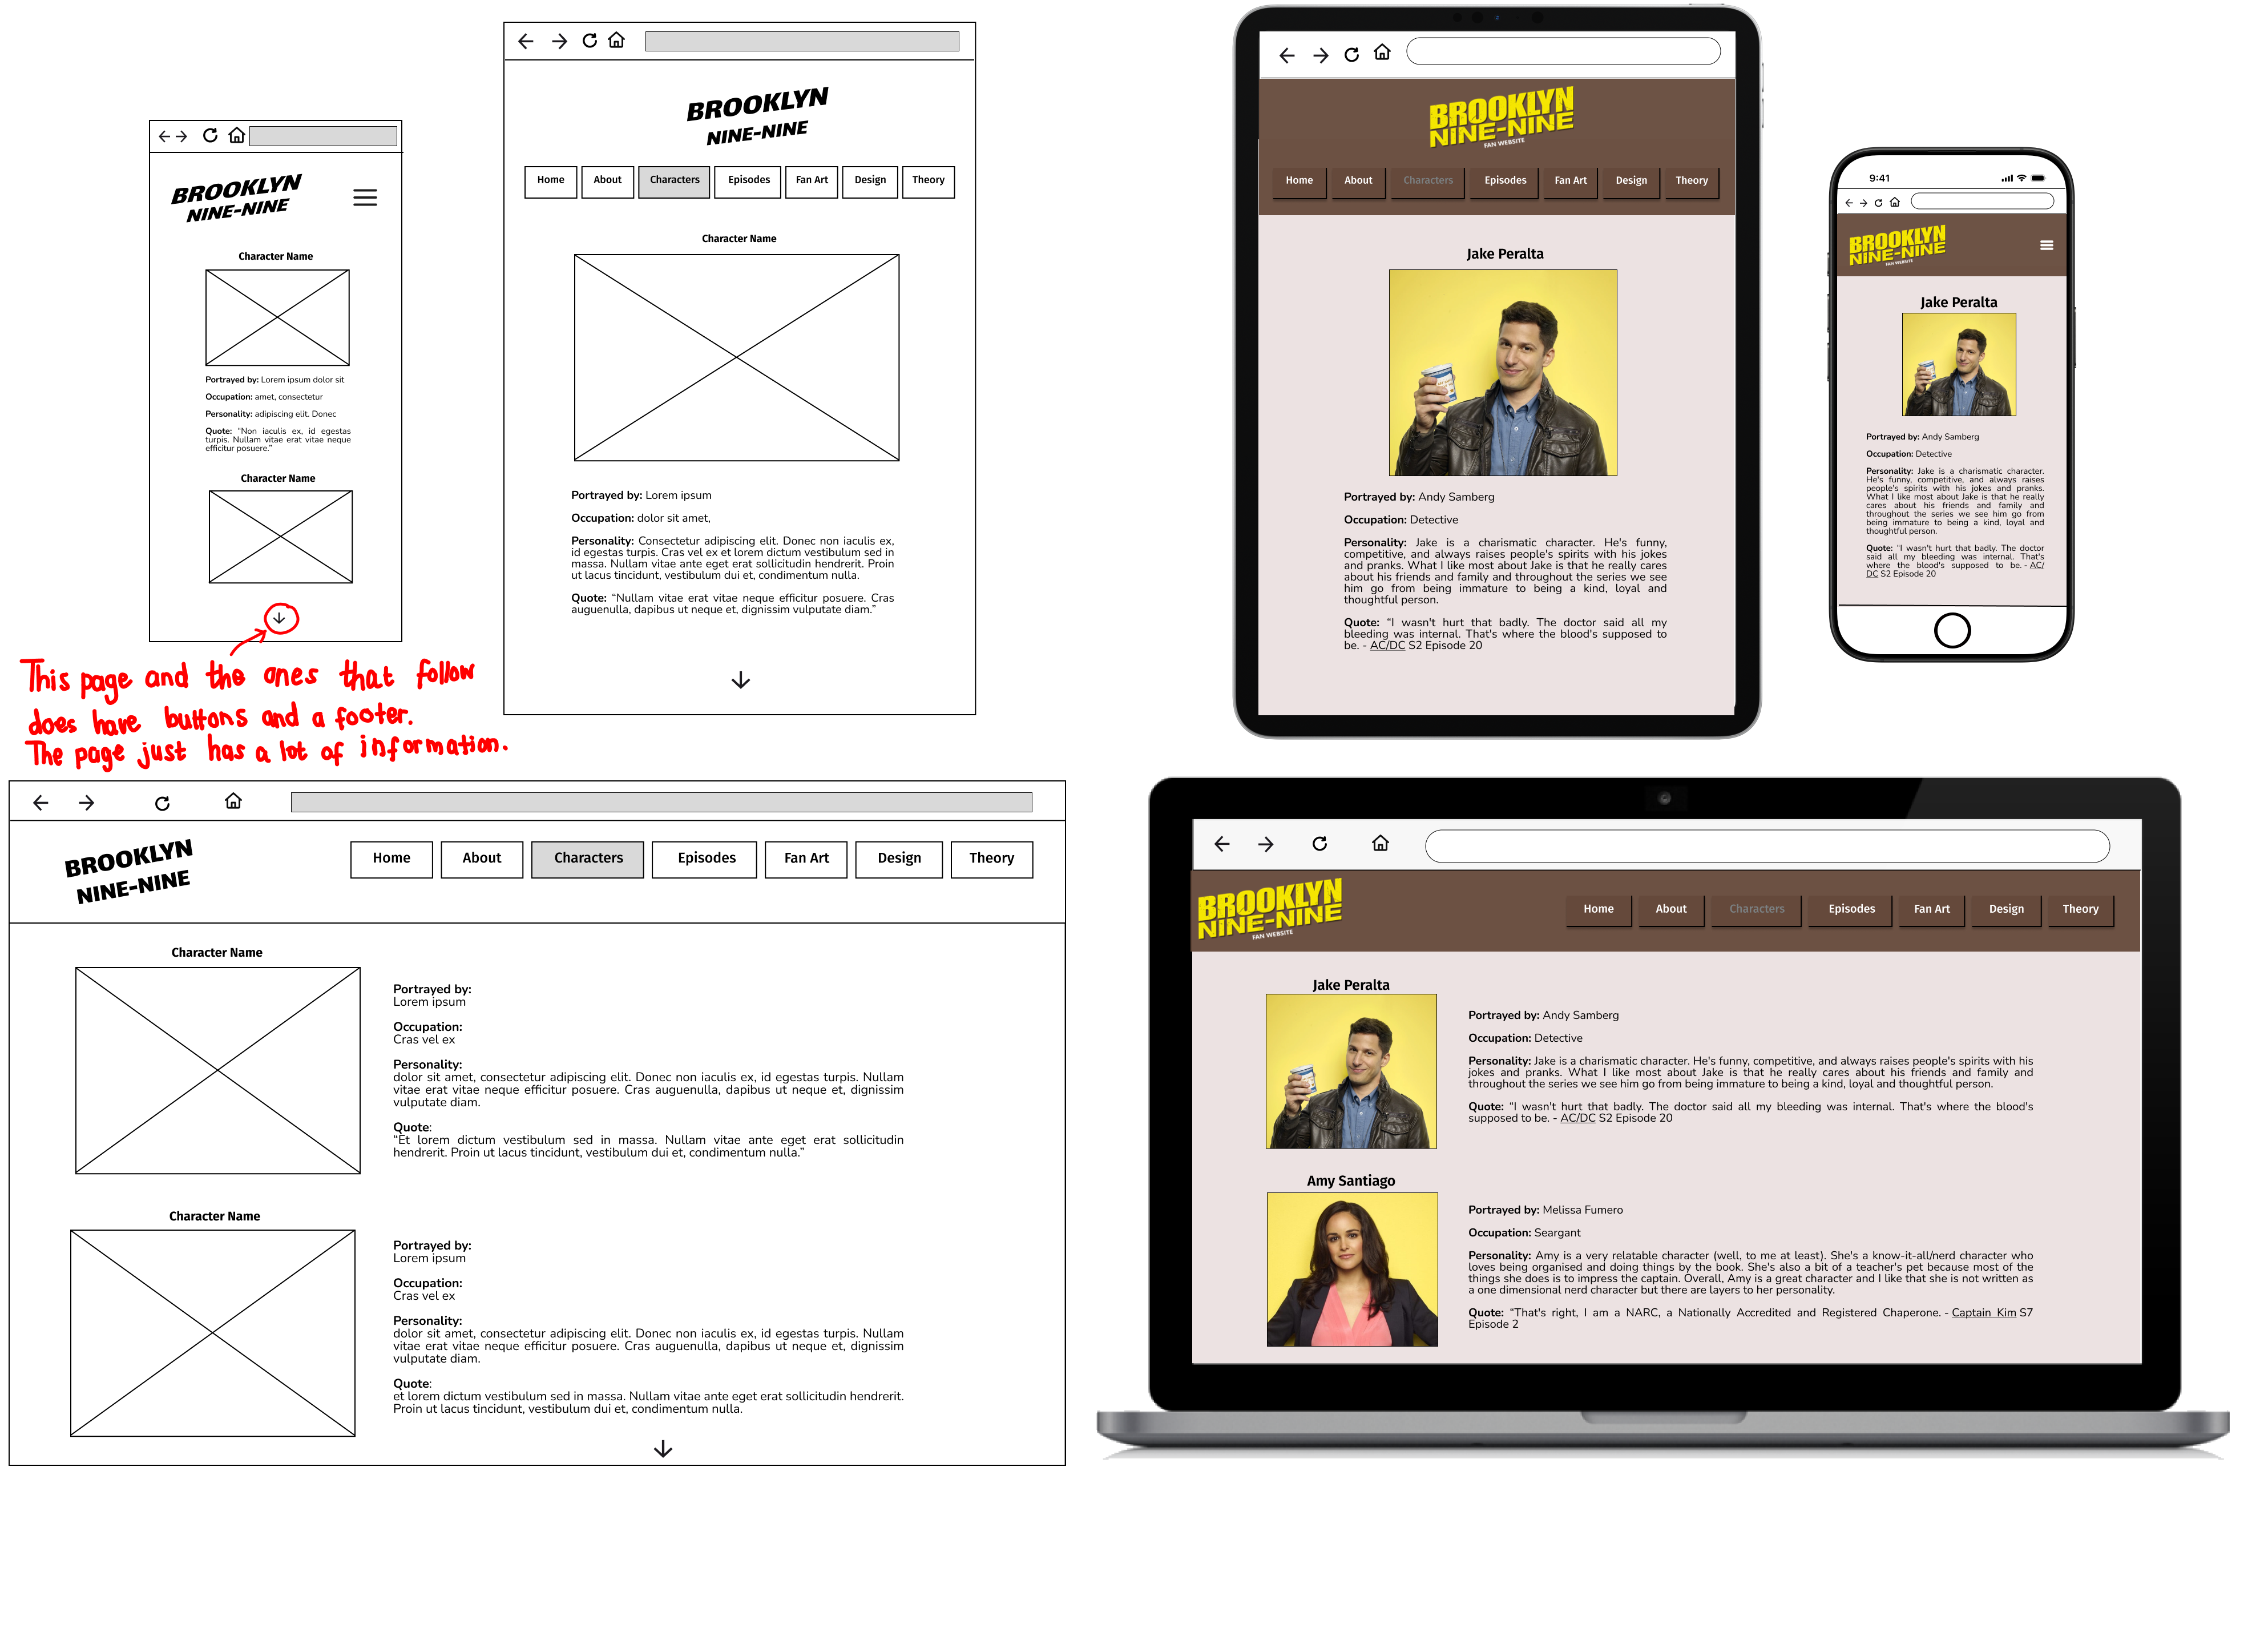 BROOKLYN
NINE-NINE
Character Name
Portrayed by: Lorem ipsum dolor sit
Occupation: amet, consectetur
Personality: adipiscing elit. Donec
Quote: “Non iaculis ex, id egestas
turpis. Nullam vitae erat vitae neque
efficitur posuere.”
Character Name
This page and the ones that follow
does have buttons and a footer.
The page just has a lot of information.
BROOKLYN
NINE-NINE
Home
About
Characters
Episodes
Fan Art
Design
Theory
Character Name
Portrayed by: Lorem ipsum
Occupation: dolor sit amet,
Personality: Consectetur adipiscing elit. Donec non iaculis ex,
id egestas turpis. Cras vel ex et lorem dictum vestibulum sed in
massa. Nullam vitae ante eget erat sollicitudin hendrerit. Proin
ut lacus tincidunt, vestibulum dui et, condimentum nulla.
Quote: “Nullam vitae erat vitae neque efficitur posuere. Cras
auguenulla, dapibus ut neque et, dignissim vulputate diam.”
BROOKLYN
NINE-NINE
FAN WEBSITE
Home
About
Characters
Episodes
Fan Art
Design
Theory
Jake Peralta
Portrayed by: Andy Samberg
Occupation: Detective
Personality: Jake is a charismatic character. He's funny,
competitive, and always raises people's spirits with his jokes
and pranks. What I like most about Jake is that he really cares
about his friends and family and throughout the series we see
him go from being immature to being a kind, loyal and
thoughtful person.
Quote: “I wasn't hurt that badly. The doctor said all my
bleeding was internal. That's where the blood's supposed to
be. - AC/DC S2 Episode 20
9:41
BROOKLYN
NINE-NINE
FAN WEBSITE
Jake Peralta
Portrayed by: Andy Samberg
Occupation: Detective
Personality: Jake is a charismatic character.
He's funny, competitive, and always raises
people's spirits with his jokes and pranks.
What I like most about Jake is that he really
cares about his friends and family and
throughout the series we see him go from
being immature to being a kind, loyal and
thoughtful person.
Quote: “I wasn't hurt that badly. The doctor
said all my bleeding was internal. That's
where the blood's supposed to be. - AC/
DC S2 Episode 20
BROOKLYN
NINE-NINE
Home
About
Characters
Episodes
Fan Art
Design
Theory
Character Name
Portrayed by:
Lorem ipsum
Occupation:
Cras vel ex
Personality:
dolor sit amet, consectetur adipiscing elit. Donec non iaculis ex, id egestas turpis. Nullam
vitae erat vitae neque efficitur posuere. Cras auguenulla, dapibus ut neque et, dignissim
vulputate diam.
Quote:
“Et lorem dictum vestibulum sed in massa. Nullam vitae ante eget erat sollicitudin
hendrerit. Proin ut lacus tincidunt, vestibulum dui et, condimentum nulla.”
Character Name
Portrayed by:
Lorem ipsum
Occupation:
Cras vel ex
Personality:
dolor sit amet, consectetur adipiscing elit. Donec non iaculis ex, id egestas turpis. Nullam
vitae erat vitae neque efficitur posuere. Cras auguenulla, dapibus ut neque et, dignissim
vulputate diam.
Quote:
et lorem dictum vestibulum sed in massa. Nullam vitae ante eget erat sollicitudin hendrerit.
Proin ut lacus tincidunt, vestibulum dui et, condimentum nulla.
BROOKLYN
NINE-NINE
FAN WEBSITE
Home
About
Characters
Episodes
Fan Art
Design
Theory
Jake Peralta
Portrayed by: Andy Samberg
Occupation: Detective
Personality: Jake is a charismatic character. He's funny, competitive, and always raises people's spirits with his
jokes and pranks. What I like most about Jake is that he really cares about his friends and family and
throughout the series we see him go from being immature to being a kind, loyal and thoughtful person.
Quote: “I wasn't hurt that badly. The doctor said all my bleeding was internal. That's where the blood's
supposed to be. - AC/DC S2 Episode 20
Amy Santiago
Portrayed by: Melissa Fumero
Occupation: Seargant
Personality: Amy is a very relatable character (well, to me at least). She's a know-it-all/nerd character who
loves being organised and doing things by the book. She's also a bit of a teacher's pet because most of the
things she does is to impress the captain. Overall, Amy is a great character and I like that she is not written as
a one dimensional nerd character but there are layers to her personality.
Quote: “That's right, I am a NARC, a Nationally Accredited and Registered Chaperone. - Captain Kim S7
Episode 2